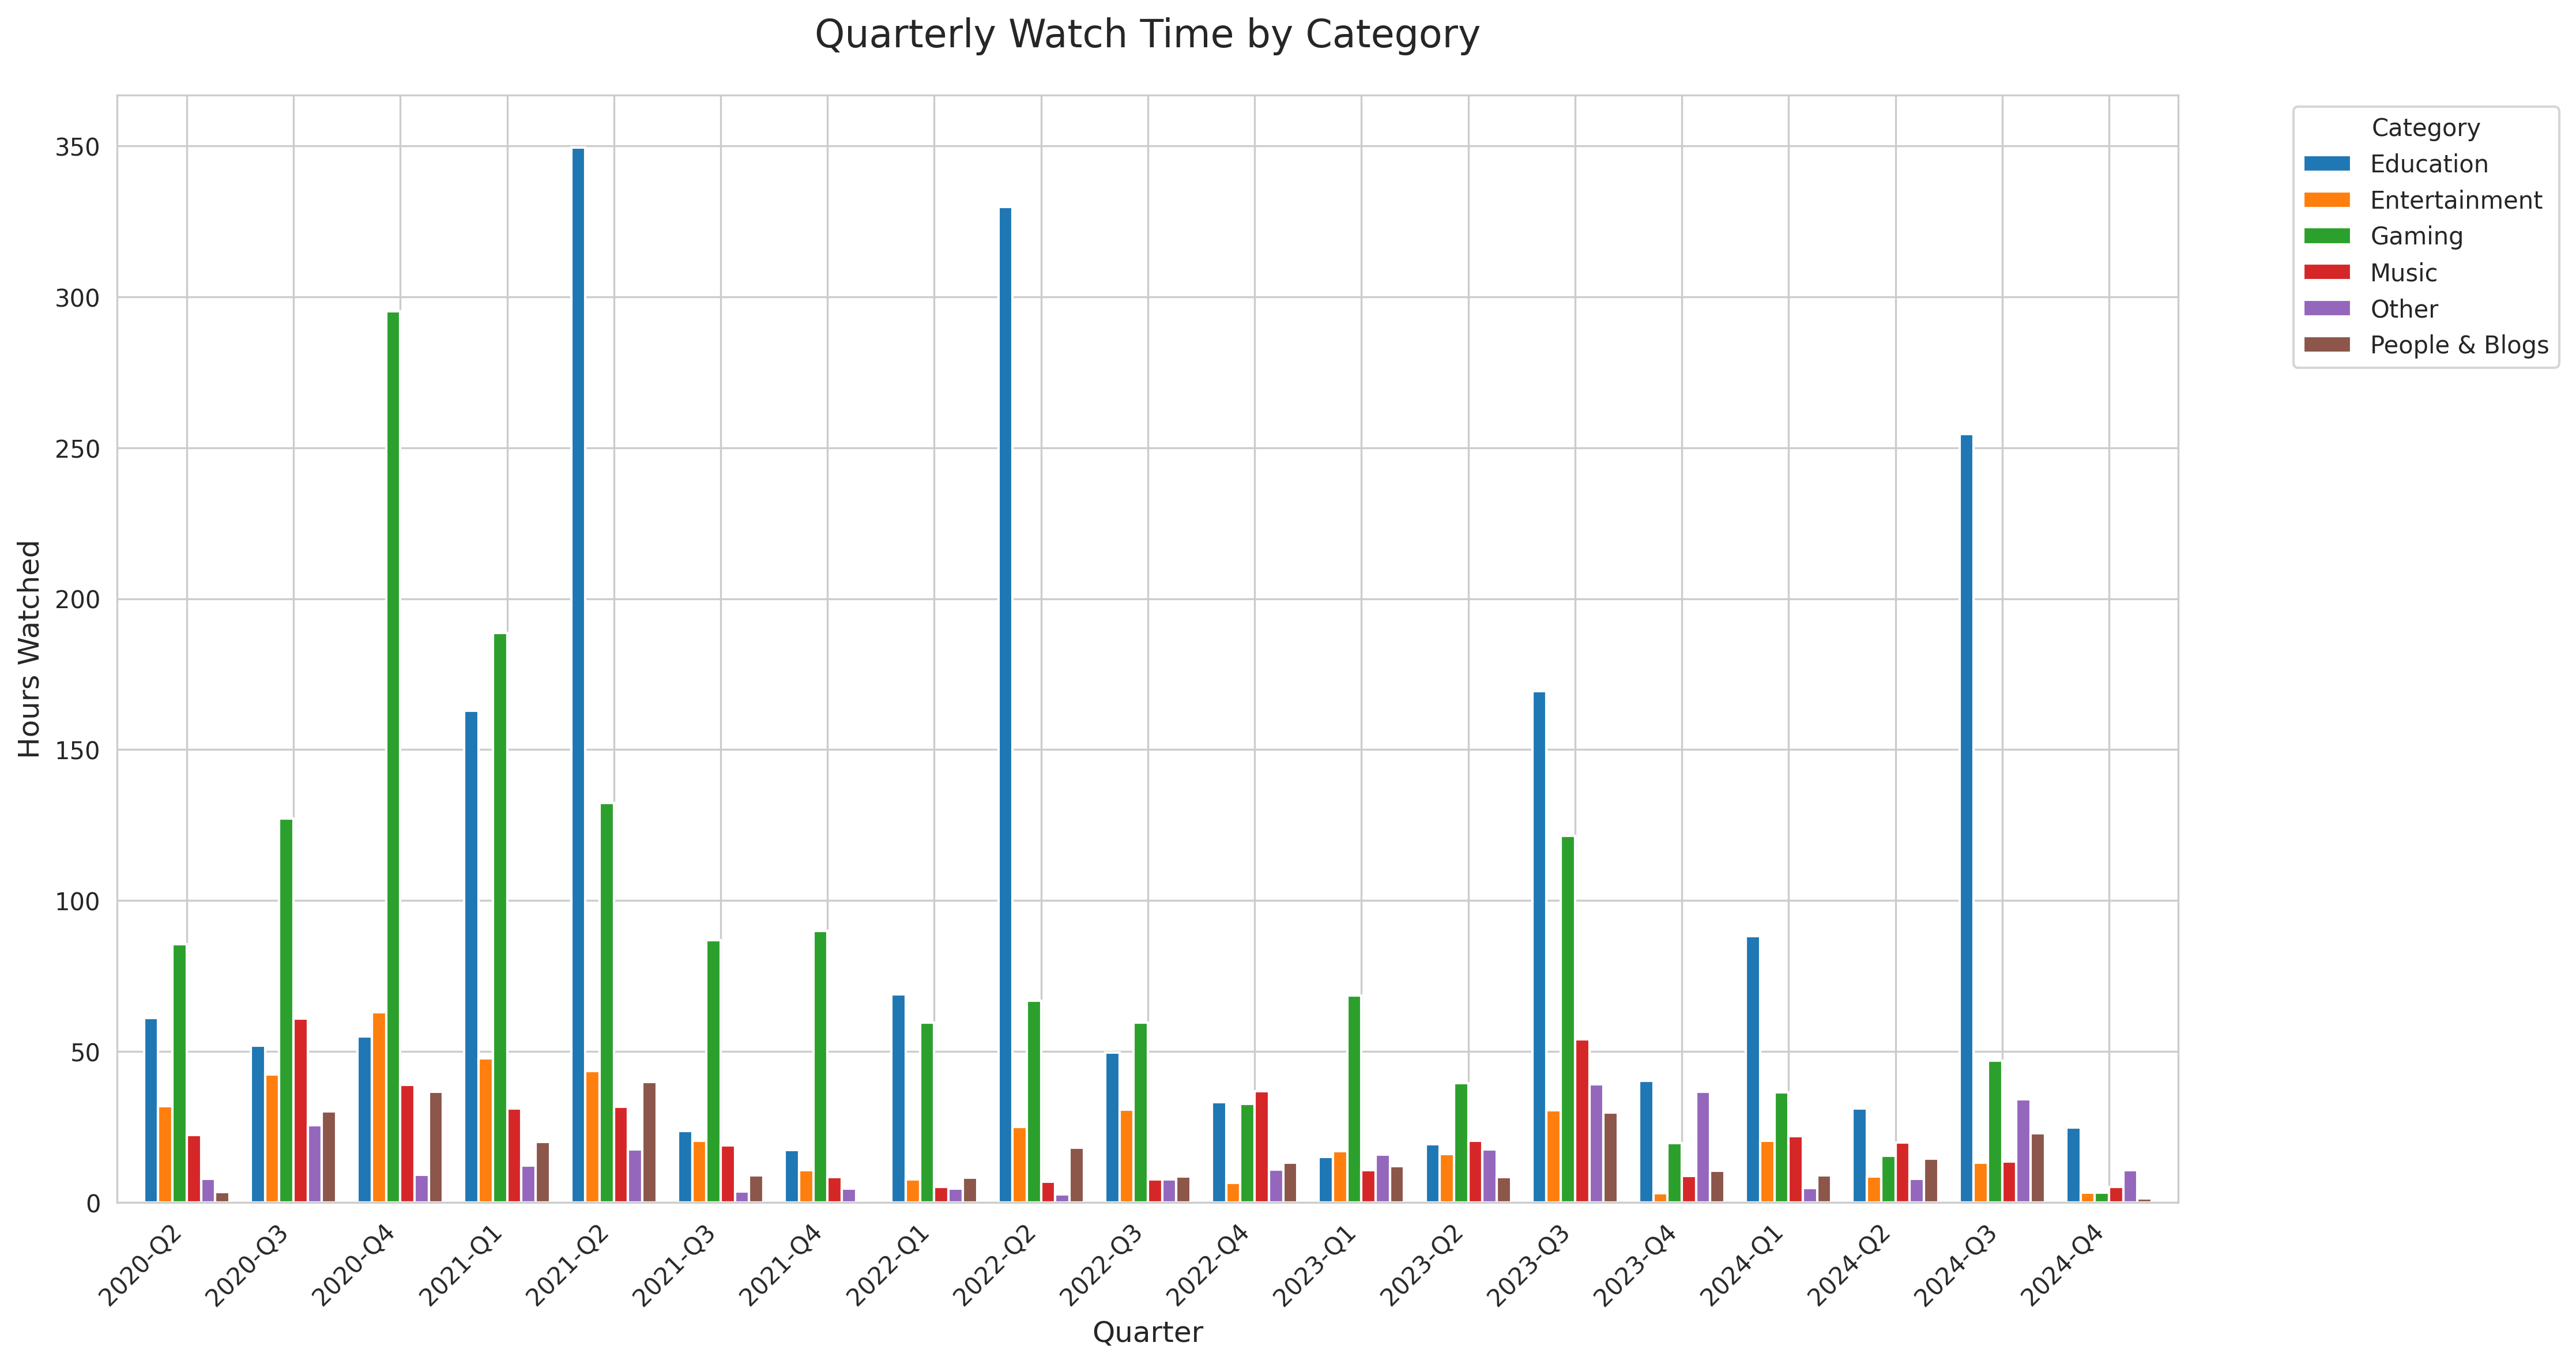 Quarterly Watch Time by Category
Category
Education
Entertainment
Gaming
Music
Other
People & Blogs
Hours Watched
350
300
250
200
150
100
50
0
2020-Q2
2020-Q3
2020-Q4
2021-Q1
2021-Q2
2021-Q3
2021-Q4
2022-Q1
2022-Q2
2022-Q3
2022-Q4
2023-Q1
2023-Q2
2023-Q3
2023-Q4
2024-Q1
2024-Q2
2024-Q3
2024-Q4
Quarter